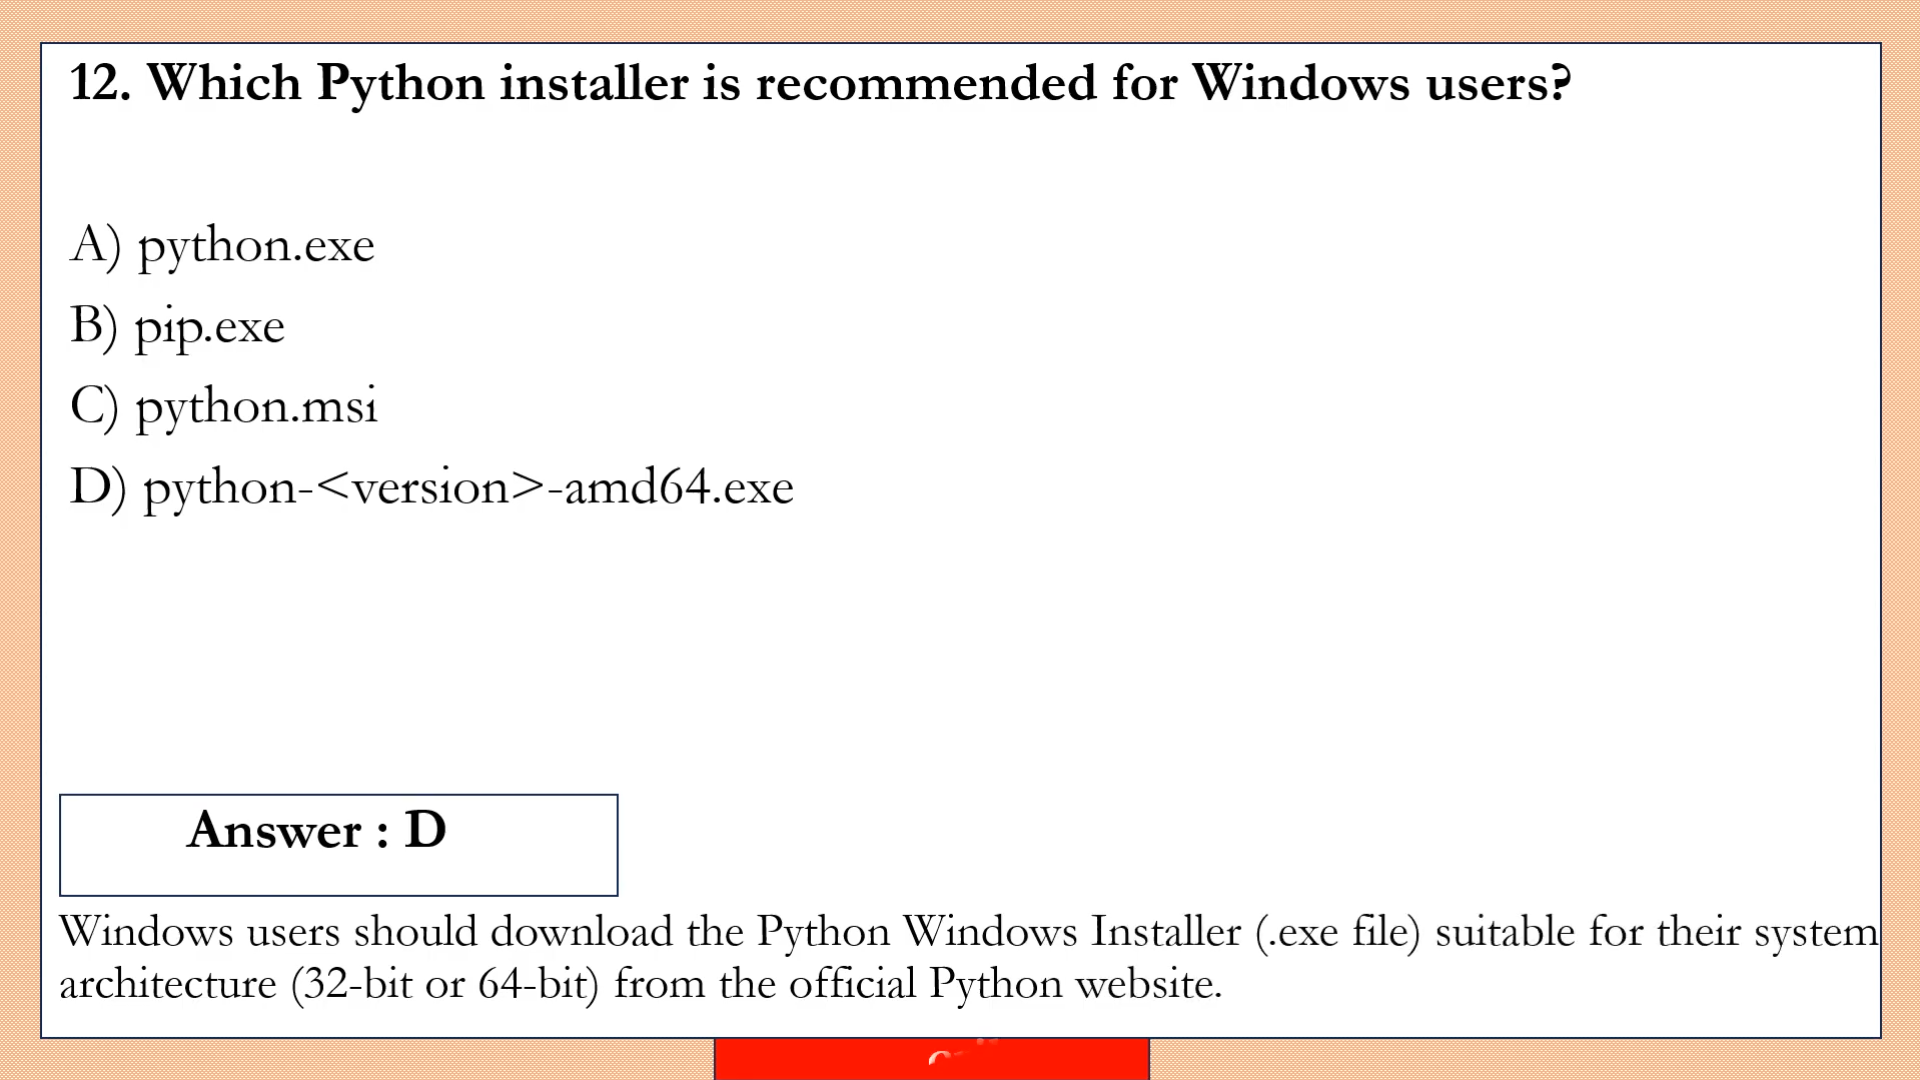 12. Which Python installer is recommended for Windows users?
A) python.exe
B) pip.exe
C) python.msi
D) python-<version>-amd64.exe
Answer : D
Windows users should download the Python Windows Installer (.exe file) suitable for their system
architecture (32-bit or 64-bit) from the official Python website.